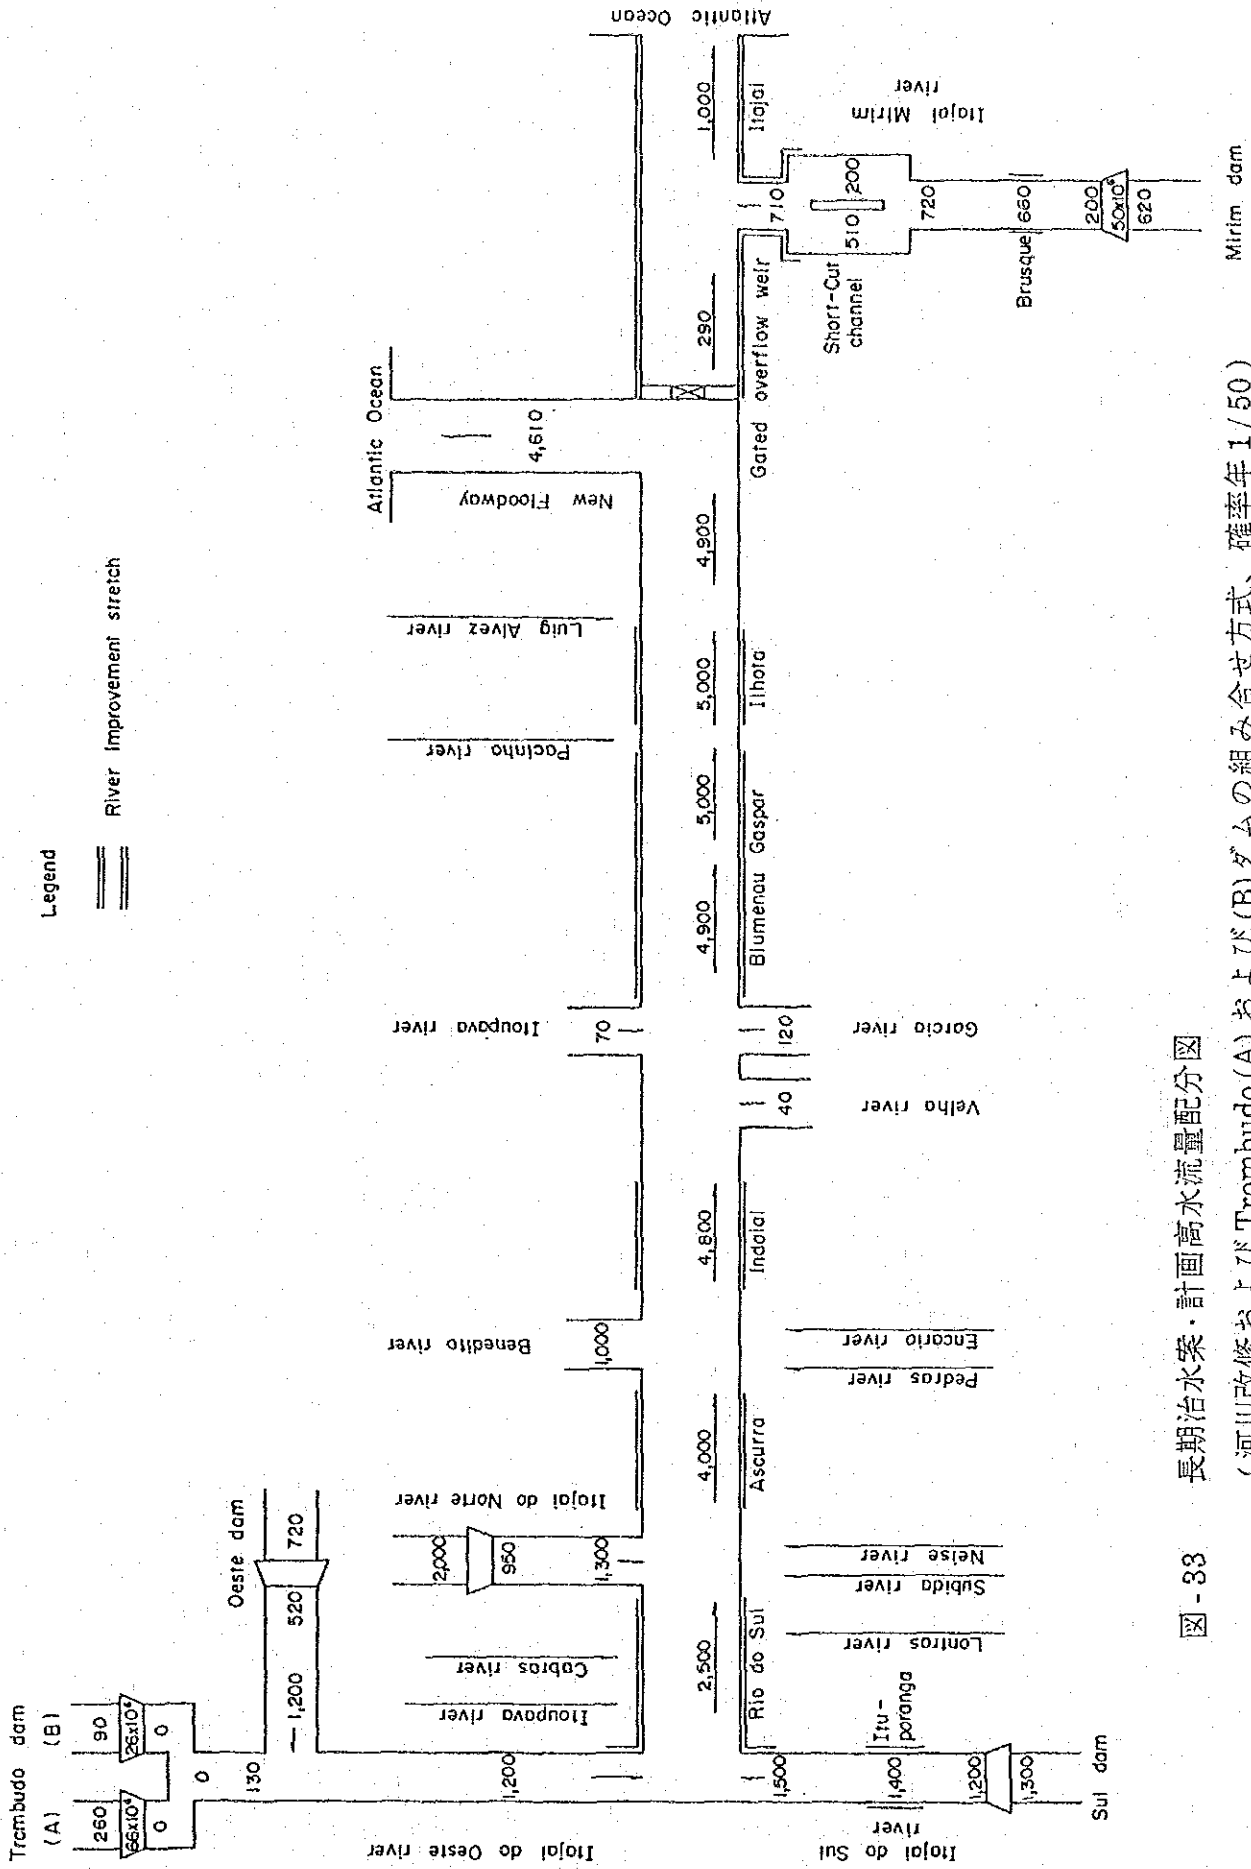 Legend
River Improvement stretch
Trombudo dam
(A)
(B)
260
66x10⁶
0
90
26x10⁶
0
0
130
Oeste dam
720
520
1,200
1,200
Itajai do Oeste river
Itoupava river
Cabras river
Itajai do Norte river
2,000
950
1,300
Benedito river
1,000
Itoupava river
70
Pacinho river
Luig Alvez river
New Floodway
Atlantic Ocean
4,610
Atlantic Ocean
2,500
4,000
4,800
4,900
5,000
5,000
4,900
290
1,000
Rio do Sul
Ascurra
Indaial
Blumenau
Gaspar
Ilhota
Gated overflow weir
Itajai
1,500
Itu-
poranga
1,400
1,200
1,300
Sul dam
Itajai do Sul
river
Lontras river
Subida river
Neise river
Pedras river
Encario river
40
Velha river
120
Garcia river
710
510
200
Short-Cut
channel
720
Brusque
660
200
50x10⁶
620
Mirim dam
Itajai Mirim
river
図-33 長期治水案・計画高水流量配分図
(河川改修および Trombudo (A) および (B) ダムの組み合せ方式、確率年 1/50)